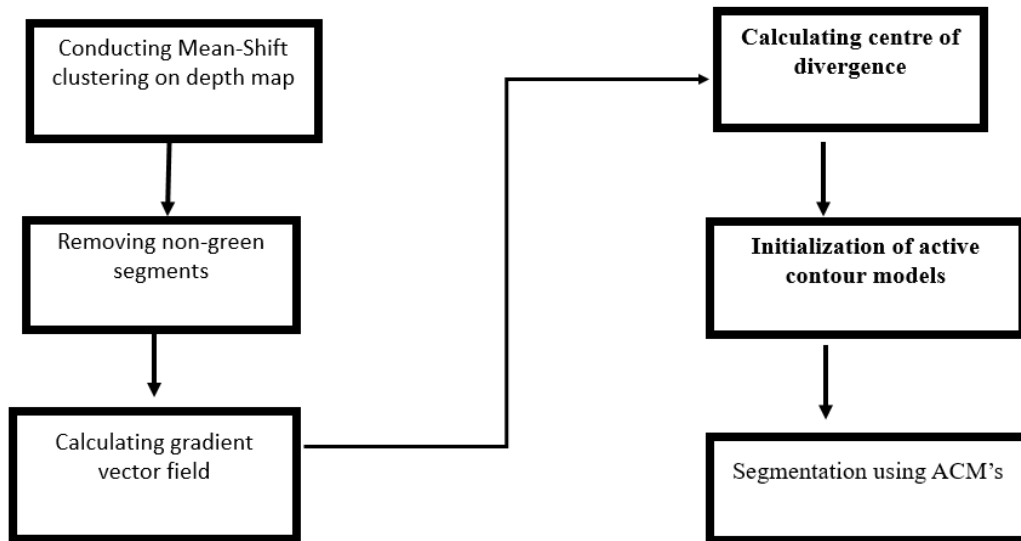 Conducting Mean-Shift
clustering on depth map
Removing non-green
segments
Calculating gradient
vector field
Calculating centre of
divergence
Initialization of active
contour models
Segmentation using ACM’s